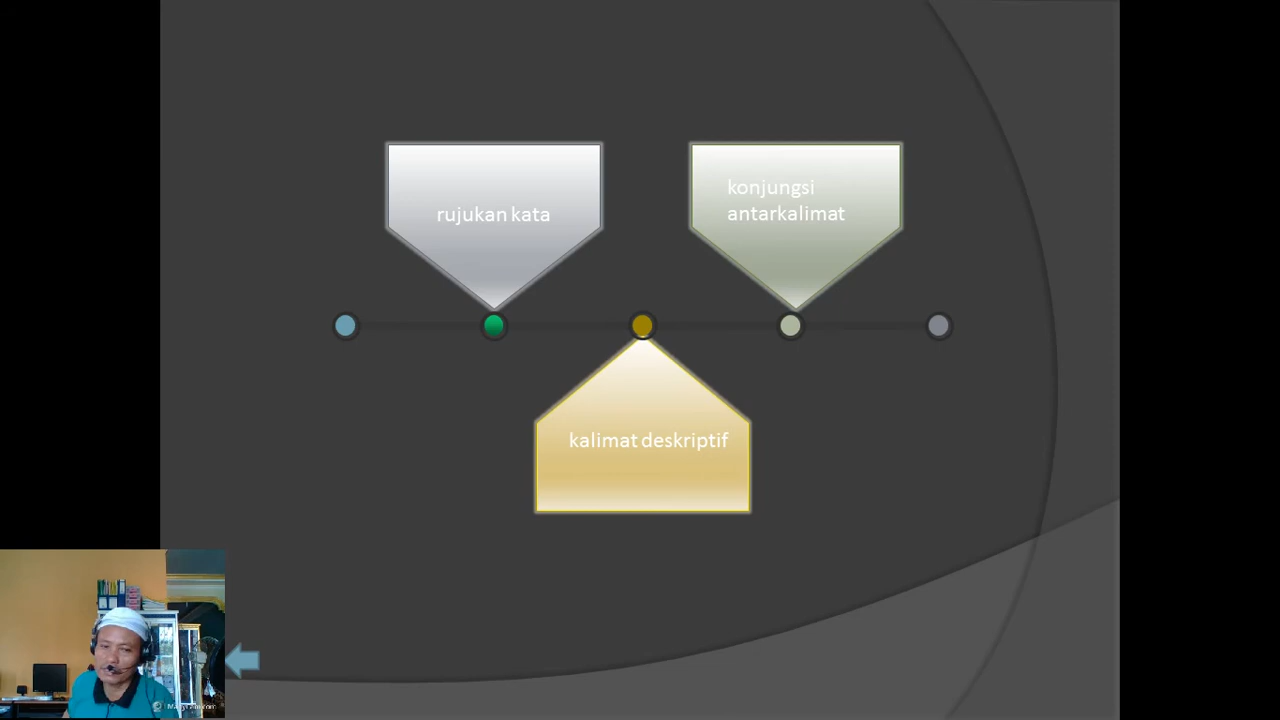 rujukan kata
konjungsi
antarkalimat
kalimat deskriptif